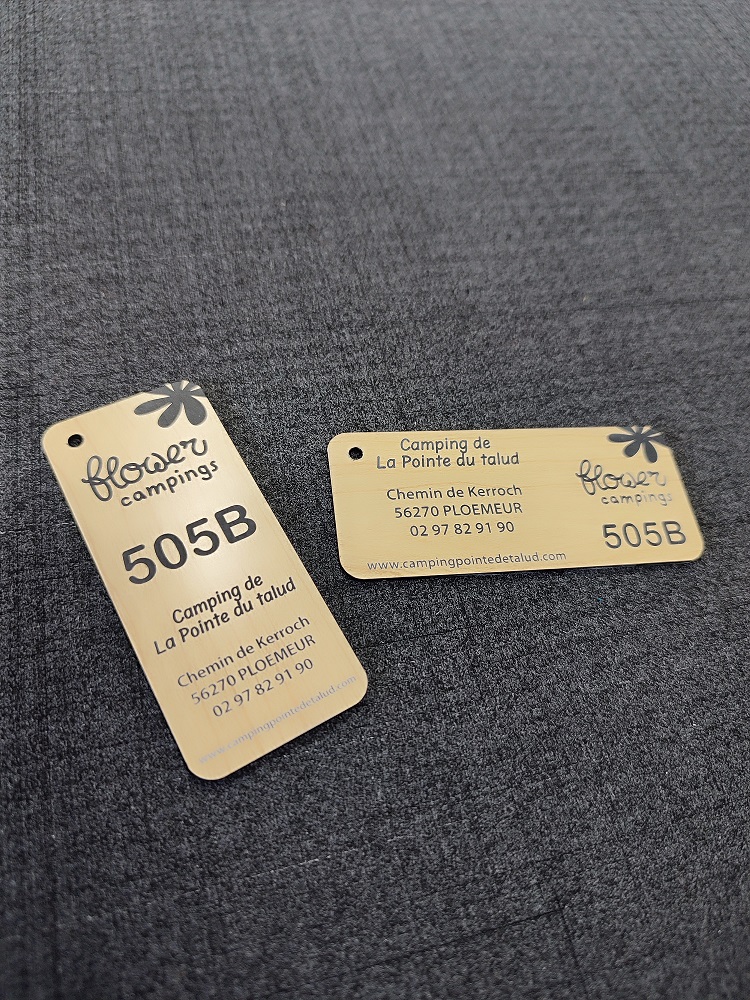 flower
campings
505B
Camping de
La Pointe du talud
Chemin de Kerroch
56270 PLOEMEUR
02 97 82 91 90
www.campingpointedetalud.com
Camping de
La Pointe du talud
Chemin de Kerroch
56270 PLOEMEUR
02 97 82 91 90
www.campingpointedetalud.com
flower
campings
505B